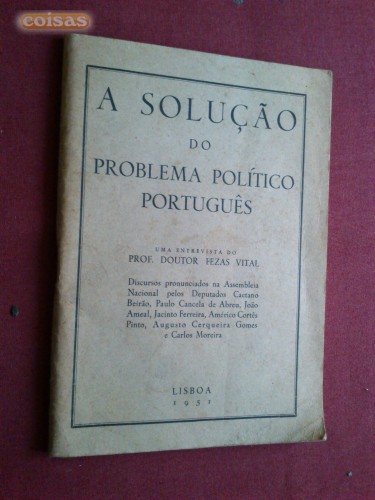 coisas
A SOLUÇÃO
DO
PROBLEMA POLÍTICO
PORTUGUÊS
UMA ENTREVISTA DO
PROF. DOUTOR FEZAS VITAL
Discursos pronunciados na Assembleia
Nacional pelos Deputados Caetano
Beirão, Paulo Cancela de Abreu, João
Ameal, Jacinto Ferreira, Américo Cortês
Pinto, Augusto Cerqueira Gomes
e Carlos Moreira
LISBOA
1951